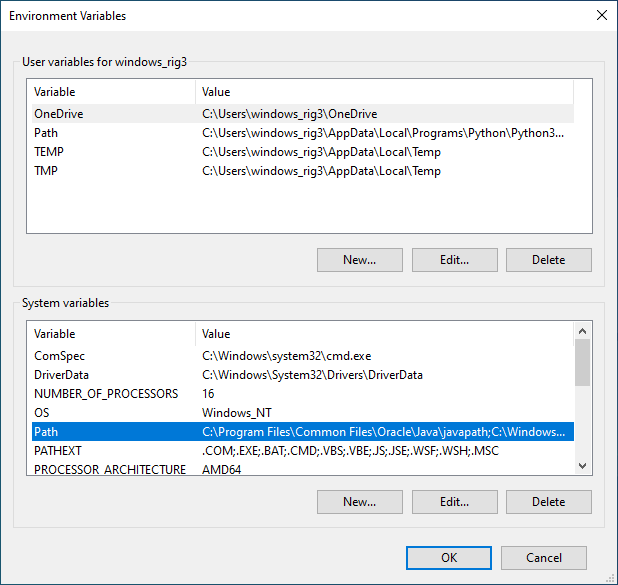 Environment Variables
User variables for windows_rig3
Variable Value
OneDrive C:\Users\windows_rig3\OneDrive
Path C:\Users\windows_rig3\AppData\Local\Programs\Python\Python3...
TEMP C:\Users\windows_rig3\AppData\Local\Temp
TMP C:\Users\windows_rig3\AppData\Local\Temp
New... Edit... Delete
System variables
Variable Value
ComSpec C:\Windows\system32\cmd.exe
DriverData C:\Windows\System32\Drivers\DriverData
NUMBER_OF_PROCESSORS 16
OS Windows_NT
Path C:\Program Files\Common Files\Oracle\Java\javapath;C:\Windows...
PATHEXT .COM;.EXE;.BAT;.CMD;.VBS;.VBE;.JS;.JSE;.WSF;.WSH;.MSC
PROCESSOR_ARCHITECTURE AMD64
New... Edit... Delete
OK Cancel